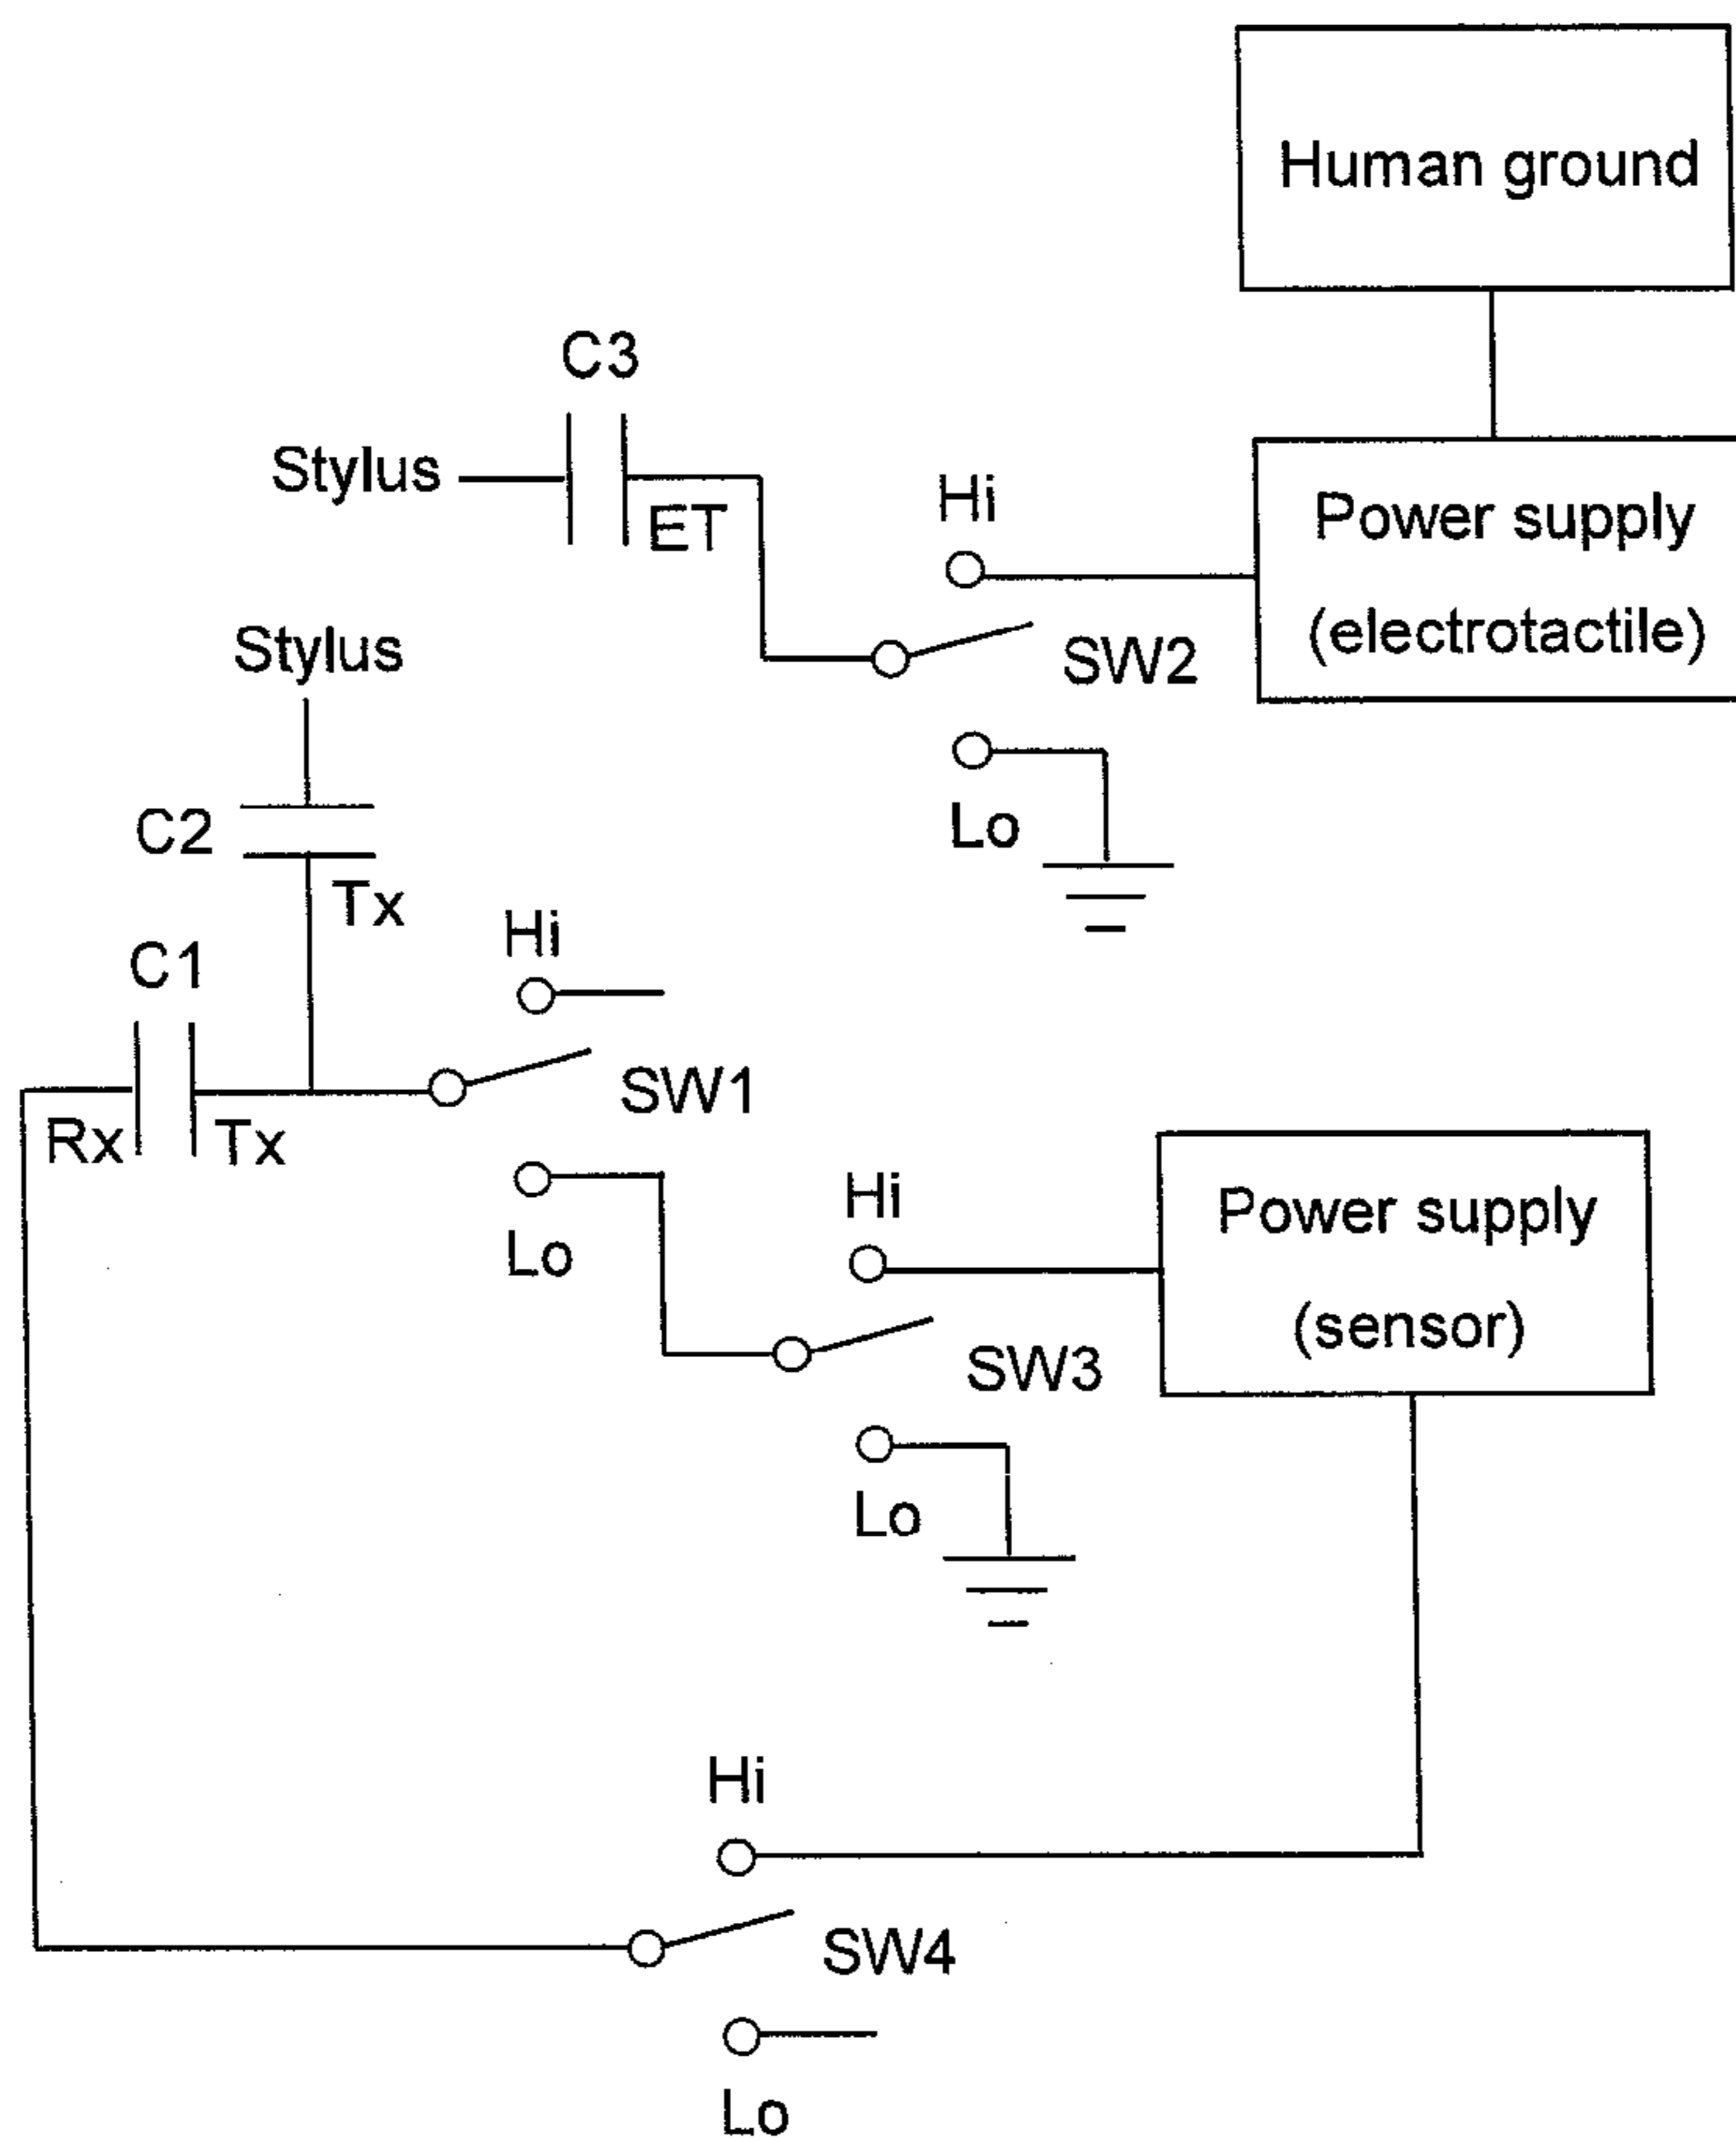 Human ground
C3
Stylus
ET
Hi
Power supply
(electrotactile)
SW2
Lo
Stylus
C2
Tx
C1
Rx
Tx
Hi
SW1
Lo
Hi
Power supply
(sensor)
SW3
Lo
Hi
SW4
Lo